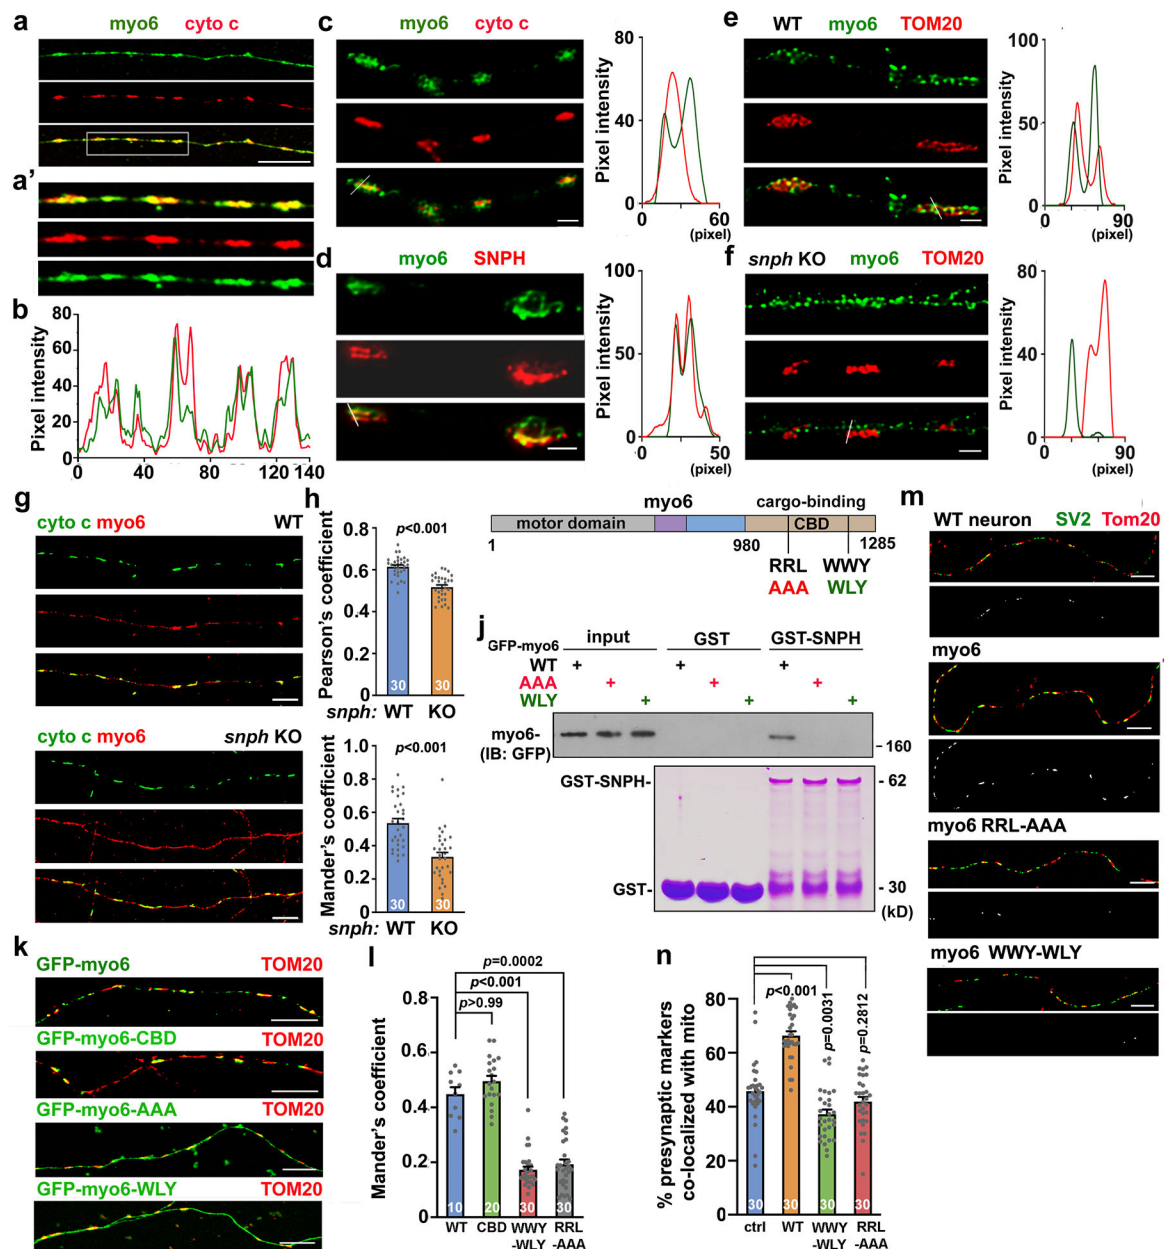 a
myo6 cyto c
a'
b
Pixel intensity
80
60
40
20
0
0 40 80 120 140
c
myo6 cyto c
Pixel intensity
80
40
0
0 60
(pixel)
d
myo6 SNPH
Pixel intensity
100
50
0
0 50
(pixel)
e
WT myo6 TOM20
Pixel intensity
100
50
0
0 90
(pixel)
f
snph KO myo6 TOM20
Pixel intensity
100
50
0
0 90
(pixel)
g
cyto c myo6 WT
cyto c myo6 snph KO
h
Pearson's coefficient
0.8
0.6
0.4
0.2
0
p<0.001
30 30
snph: WT KO
Mander's coefficient
1.0
0.8
0.6
0.4
0.2
0
p<0.001
30 30
snph: WT KO
myo6 cargo-binding
motor domain CBD
1 980 1285
RRL WWY
AAA WLY
j
GFP-myo6 input GST GST-SNPH
WT + + +
AAA + + +
WLY + + +
myo6-
(IB: GFP)
- 160
GST-SNPH- - 62
GST- - 30
(kD)
k
GFP-myo6 TOM20
GFP-myo6-CBD TOM20
GFP-myo6-AAA TOM20
GFP-myo6-WLY TOM20
l
Mander's coefficient
0.8
0.6
0.4
0.2
0
p=0.0002
p<0.001
p>0.99
10 20 30 30
WT CBD WWY RRL
-WLY -AAA
m
WT neuron SV2 Tom20
myo6
myo6 RRL-AAA
myo6 WWY-WLY
n
% presynaptic markers
co-localized with mito
80
60
40
20
0
p<0.001
p=0.0031
p=0.2812
30 30 30 30
ctrl WT WWY RRL
-WLY -AAA